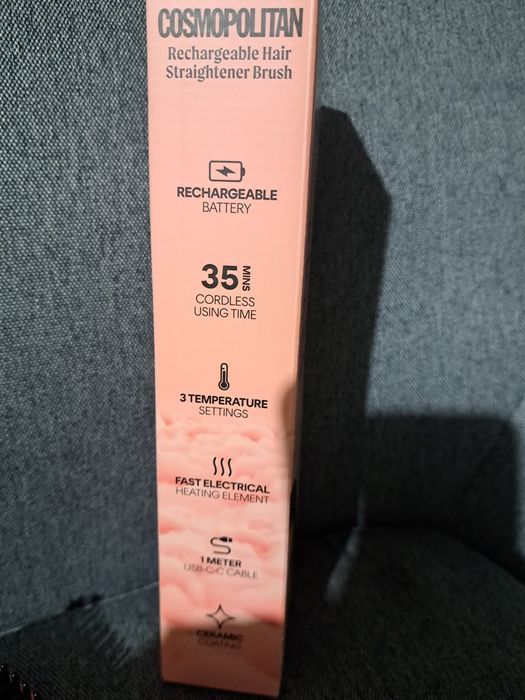 COSMOPOLITAN
Rechargeable Hair
Straightener Brush
RECHARGEABLE
BATTERY
35 MINS
CORDLESS
USING TIME
3 TEMPERATURE
SETTINGS
FAST ELECTRICAL
HEATING ELEMENT
1 METER
USB-C-C CABLE
CERAMIC
COATING